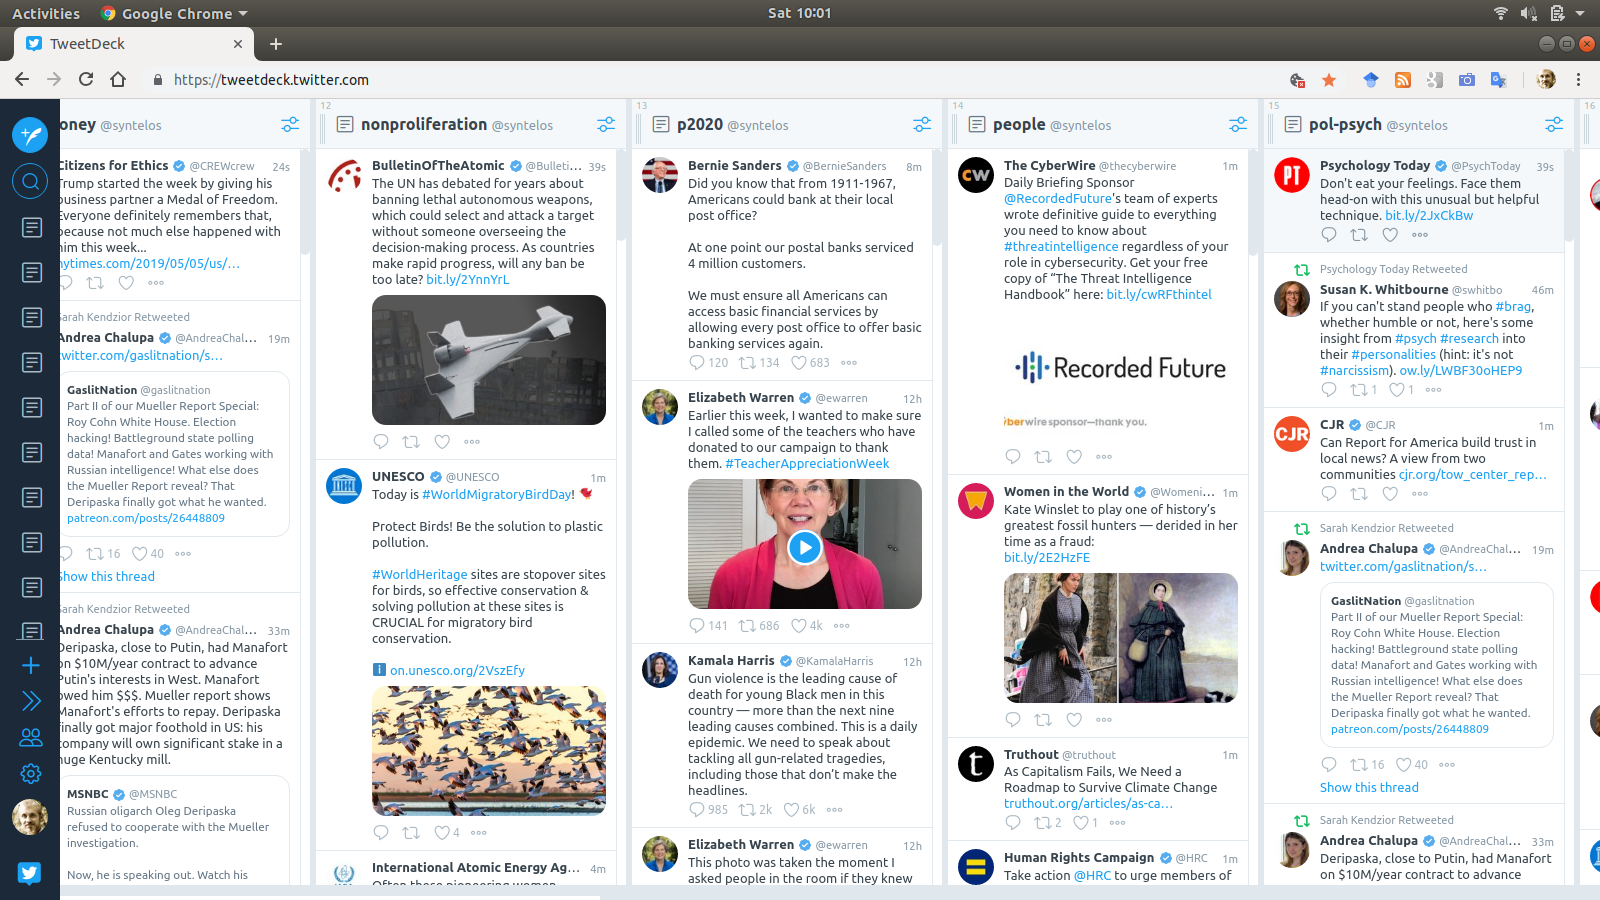 Activities
Google Chrome
Sat 10:01
TweetDeck
https://tweetdeck.twitter.com
oney @syntelos
Citizens for Ethics @CREWcrew 24s
Trump started the week by giving his
business partner a Medal of Freedom.
Everyone definitely remembers that,
because not much else happened with
him this week...
nytimes.com/2019/05/05/us/…
Sarah Kendzior Retweeted
Andrea Chalupa @AndreaChal... 19m
twitter.com/gaslitnation/s…
GaslitNation @gaslitnation
Part II of our Mueller Report Special:
Roy Cohn White House. Election
hacking! Battleground state polling
data! Manafort and Gates working with
Russian intelligence! What else does
the Mueller Report reveal? That
Deripaska finally got what he wanted.
patreon.com/posts/26448809
16 40
Show this thread
Sarah Kendzior Retweeted
Andrea Chalupa @AndreaChal... 33m
Deripaska, close to Putin, had Manafort
on $10M/year contract to advance
Putin's interests in West. Manafort
owed him $$$. Mueller report shows
Manafort's efforts to repay. Deripaska
finally got major foothold in US: his
company will own significant stake in a
huge Kentucky mill.
MSNBC @MSNBC
Russian oligarch Oleg Deripaska
refused to cooperate with the Mueller
investigation.
Now, he is speaking out. Watch his
12
nonproliferation @syntelos
BulletinOfTheAtomic @Bulleti... 39s
The UN has debated for years about
banning lethal autonomous weapons,
which could select and attack a target
without someone overseeing the
decision-making process. As countries
make rapid progress, will any ban be
too late? bit.ly/2YnnYrL
UNESCO @UNESCO 1m
Today is #WorldMigratoryBirdDay!
Protect Birds! Be the solution to plastic
pollution.
#WorldHeritage sites are stopover sites
for birds, so effective conservation &
solving pollution at these sites is
CRUCIAL for migratory bird
conservation.
on.unesco.org/2VszEfy
4
International Atomic Energy Ag... 4m
Often these pioneering women
13
p2020 @syntelos
Bernie Sanders @BernieSanders 8m
Did you know that from 1911-1967,
Americans could bank at their local
post office?
At one point our postal banks serviced
4 million customers.
We must ensure all Americans can
access basic financial services by
allowing every post office to offer basic
banking services again.
120 134 683
Elizabeth Warren @ewarren 12h
Earlier this week, I wanted to make sure
I called some of the teachers who have
donated to our campaign to thank
them. #TeacherAppreciationWeek
141 686 4k
Kamala Harris @KamalaHarris 12h
Gun violence is the leading cause of
death for young Black men in this
country — more than the next nine
leading causes combined. This is a daily
epidemic. We need to speak about
tackling all gun-related tragedies,
including those that don't make the
headlines.
985 2k 6k
Elizabeth Warren @ewarren 12h
This photo was taken the moment I
asked people in the room if they knew
14
people @syntelos
CW
The CyberWire @thecyberwire 1m
Daily Briefing Sponsor
@RecordedFuture's team of experts
wrote definitive guide to everything
you need to know about
#threatintelligence regardless of your
role in cybersecurity. Get your free
copy of “The Threat Intelligence
Handbook” here: bit.ly/cwRFthintel
Recorded Future
yberwire sponsor—thank you.
Women in the World @Womeni... 1m
Kate Winslet to play one of history’s
greatest fossil hunters — derided in her
time as a fraud:
bit.ly/2E2HzFE
t
Truthout @truthout 1m
As Capitalism Fails, We Need a
Roadmap to Survive Climate Change
truthout.org/articles/as-ca…
2 1
Human Rights Campaign @HRC 1m
Take action @HRC to urge members of
15
pol-psych @syntelos
PT
Psychology Today @PsychToday 39s
Don't eat your feelings. Face them
head-on with this unusual but helpful
technique. bit.ly/2JxCkBw
Psychology Today Retweeted
Susan K. Whitbourne @swhitbo 46m
If you can't stand people who #brag,
whether humble or not, here's some
insight from #psych #research into
their #personalities (hint: it's not
#narcissism). ow.ly/LWBF30oHEP9
1 1
CJR
CJR @CJR 1m
Can Report for America build trust in
local news? A view from two
communities cjr.org/tow_center_rep…
Sarah Kendzior Retweeted
Andrea Chalupa @AndreaChal... 19m
twitter.com/gaslitnation/s…
GaslitNation @gaslitnation
Part II of our Mueller Report Special:
Roy Cohn White House. Election
hacking! Battleground state polling
data! Manafort and Gates working with
Russian intelligence! What else does
the Mueller Report reveal? That
Deripaska finally got what he wanted.
patreon.com/posts/26448809
16 40
Show this thread
Sarah Kendzior Retweeted
Andrea Chalupa @AndreaChal... 33m
Deripaska, close to Putin, had Manafort
on $10M/year contract to advance
16